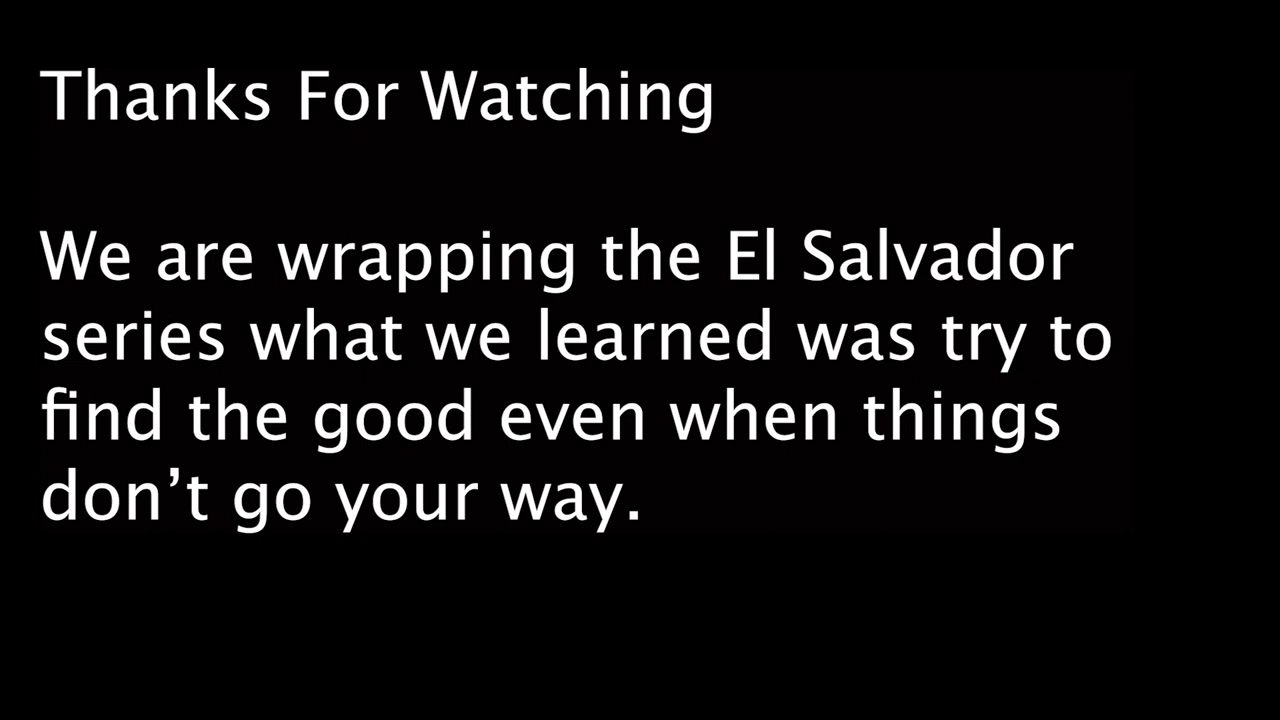 Thanks For Watching
We are wrapping the El Salvador
series what we learned was try to
find the good even when things
don’t go your way.